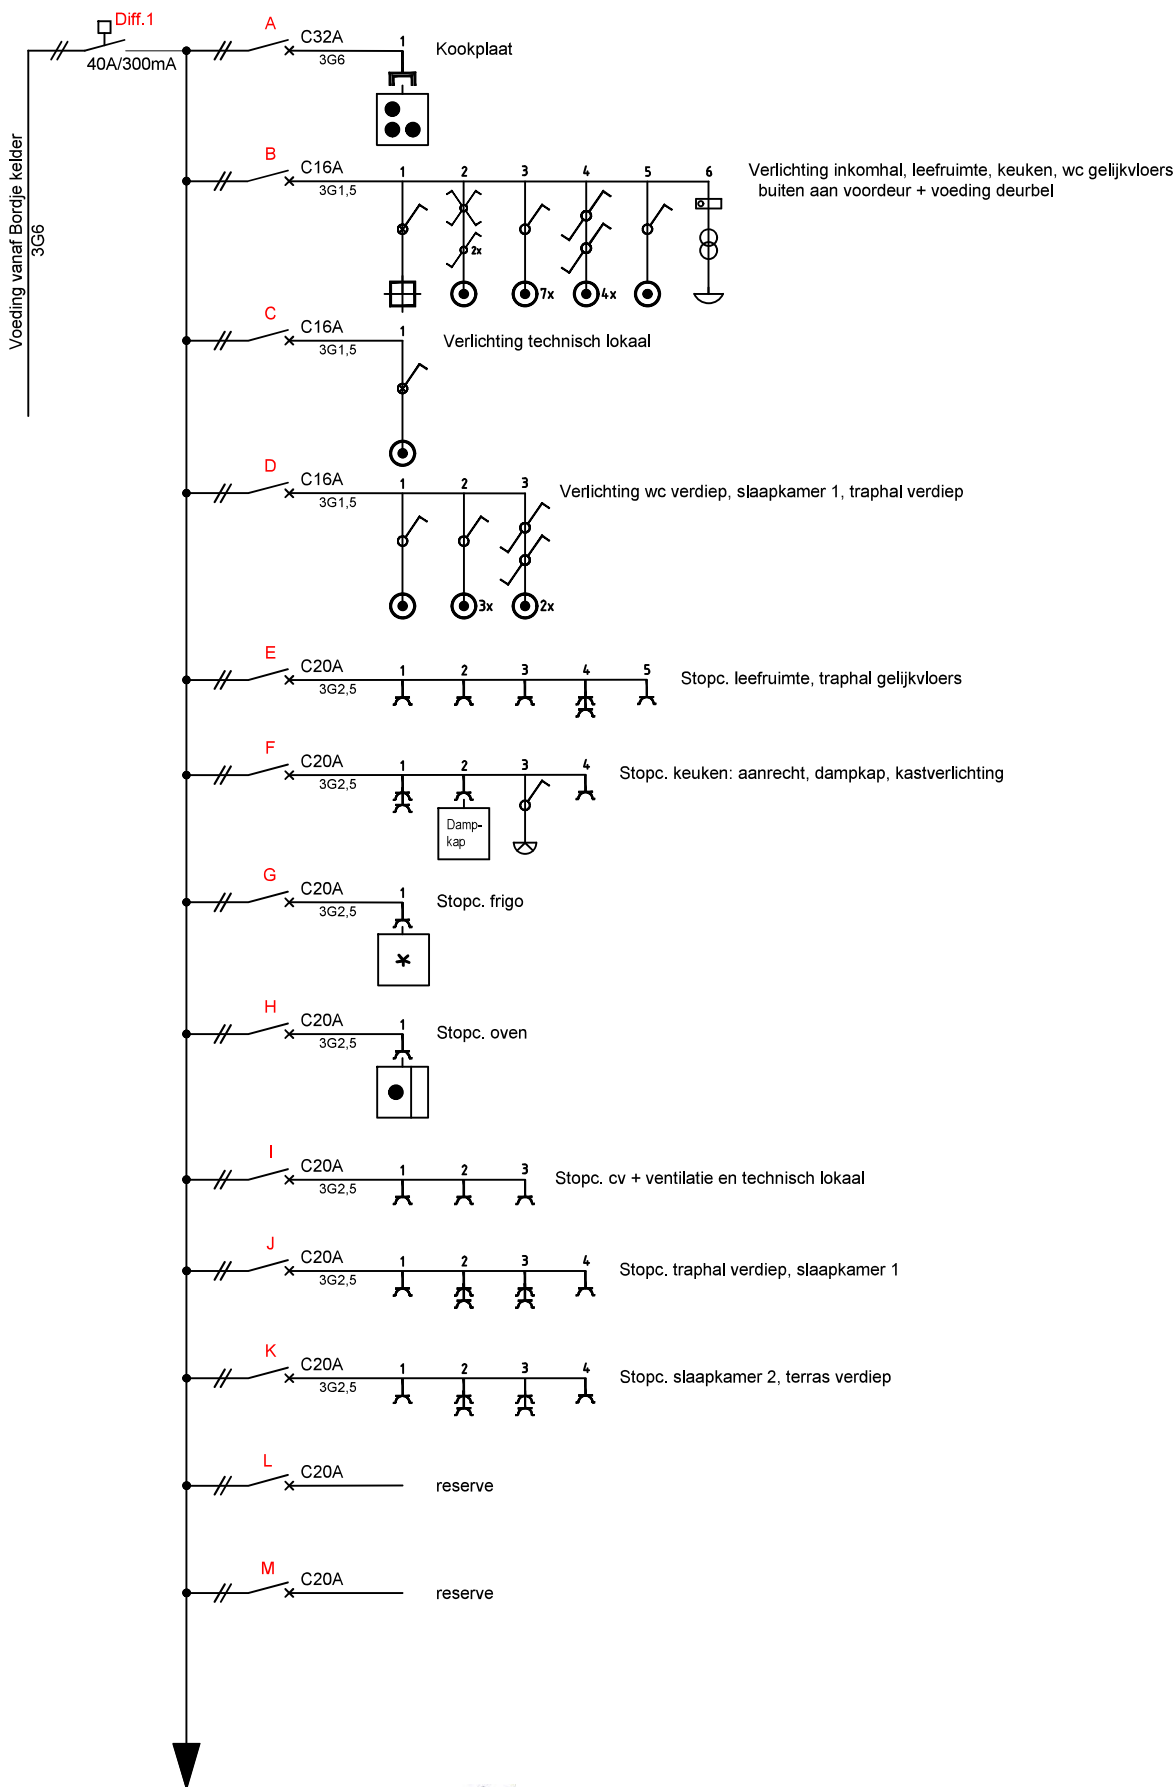 Diff.1
40A/300mA
Voeding vanaf Bordje kelder
3G6
A
C32A
3G6
1
Kookplaat
B
C16A
3G1,5
1 2 3 4 5 6
Verlichting inkomhal, leefruimte, keuken, wc gelijkvloers
buiten aan voordeur + voeding deurbel
2x
7x
4x
C
C16A
3G1,5
1
Verlichting technisch lokaal
D
C16A
3G1,5
1 2 3
Verlichting wc verdiep, slaapkamer 1, traphal verdiep
3x
2x
E
C20A
3G2,5
1 2 3 4 5
Stopc. leefruimte, traphal gelijkvloers
F
C20A
3G2,5
1 2 3 4
Stopc. keuken: aanrecht, dampkap, kastverlichting
Damp-
kap
G
C20A
3G2,5
1
Stopc. frigo
H
C20A
3G2,5
1
Stopc. oven
I
C20A
3G2,5
1 2 3
Stopc. cv + ventilatie en technisch lokaal
J
C20A
3G2,5
1 2 3 4
Stopc. traphal verdiep, slaapkamer 1
K
C20A
3G2,5
1 2 3 4
Stopc. slaapkamer 2, terras verdiep
L
C20A
reserve
M
C20A
reserve